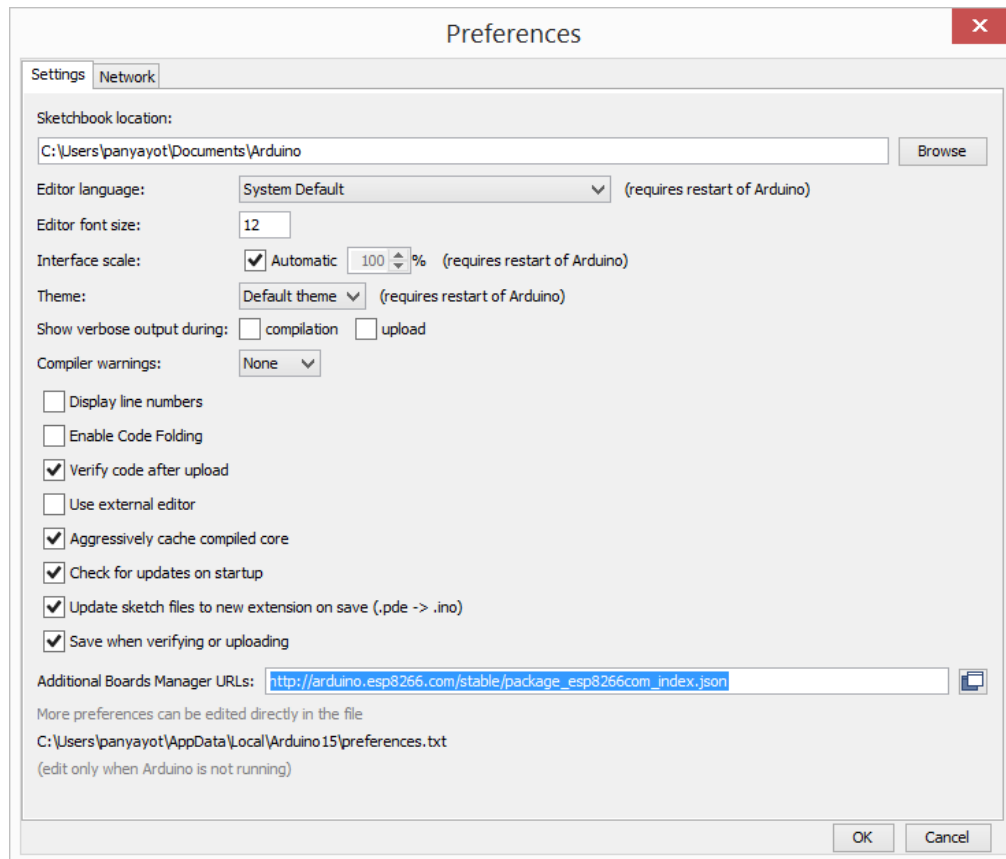 Preferences
Settings Network
Sketchbook location:
C:\Users\panyayot\Documents\Arduino Browse
Editor language: System Default (requires restart of Arduino)
Editor font size: 12
Interface scale: Automatic 100 % (requires restart of Arduino)
Theme: Default theme (requires restart of Arduino)
Show verbose output during: compilation upload
Compiler warnings: None
Display line numbers
Enable Code Folding
Verify code after upload
Use external editor
Aggressively cache compiled core
Check for updates on startup
Update sketch files to new extension on save (.pde -> .ino)
Save when verifying or uploading
Additional Boards Manager URLs: http://arduino.esp8266.com/stable/package_esp8266com_index.json
More preferences can be edited directly in the file
C:\Users\panyayot\AppData\Local\Arduino15\preferences.txt
(edit only when Arduino is not running)
OK Cancel